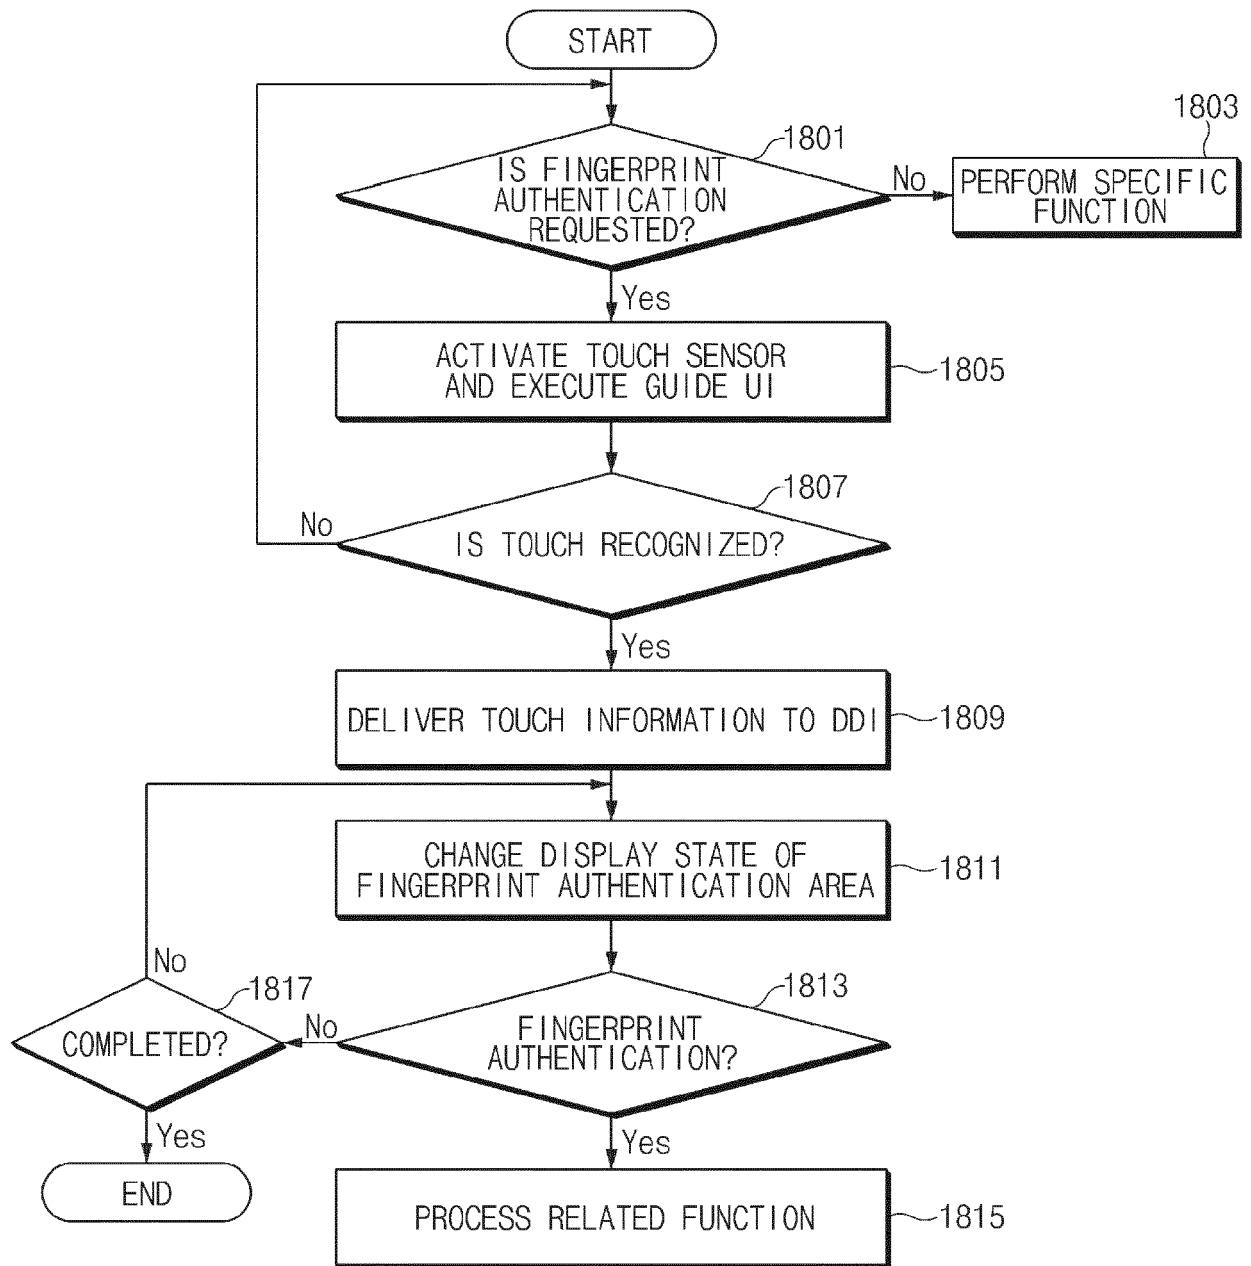 START
1801
IS FINGERPRINT
AUTHENTICATION
REQUESTED?
No
1803
PERFORM SPECIFIC
FUNCTION
Yes
ACTIVATE TOUCH SENSOR
AND EXECUTE GUIDE UI
1805
1807
No
IS TOUCH RECOGNIZED?
Yes
DELIVER TOUCH INFORMATION TO DDI
1809
CHANGE DISPLAY STATE OF
FINGERPRINT AUTHENTICATION AREA
1811
No
1817
COMPLETED?
No
1813
FINGERPRINT
AUTHENTICATION?
Yes
END
Yes
PROCESS RELATED FUNCTION
1815